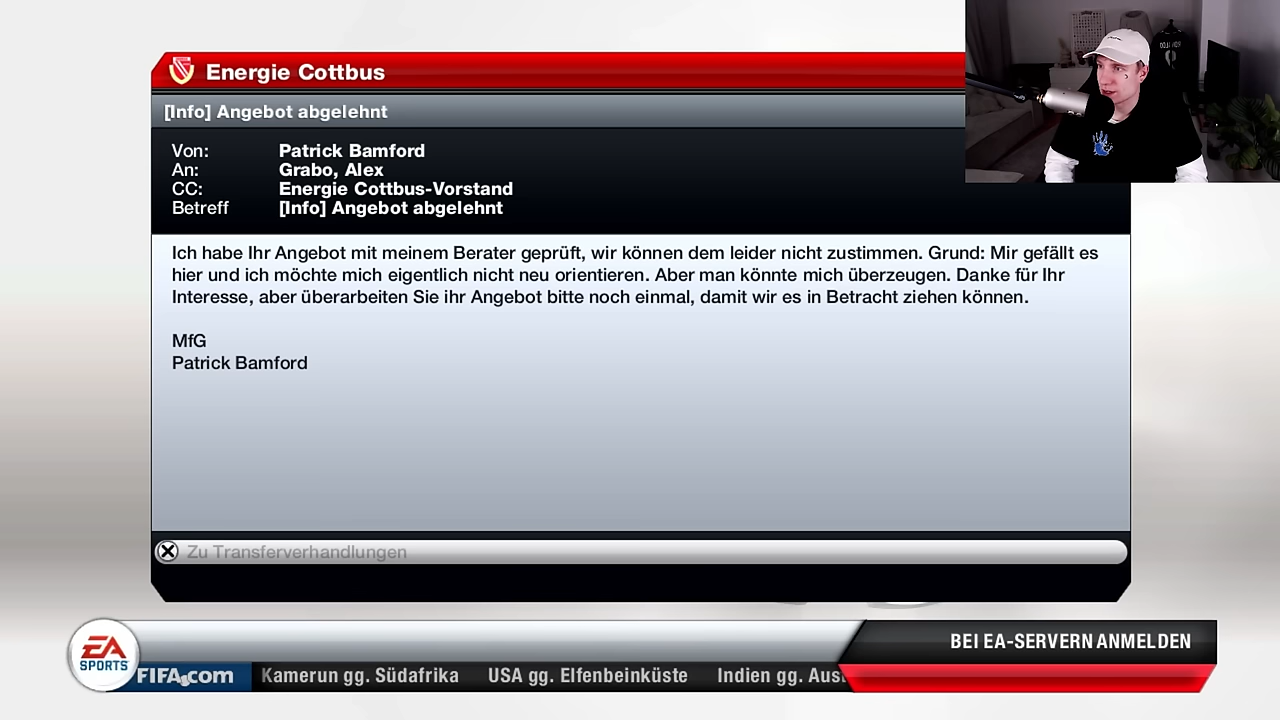 Energie Cottbus
[Info] Angebot abgelehnt
Von: Patrick Bamford
An: Grabo, Alex
CC: Energie Cottbus-Vorstand
Betreff [Info] Angebot abgelehnt
Ich habe Ihr Angebot mit meinem Berater geprüft, wir können dem leider nicht zustimmen. Grund: Mir gefällt es
hier und ich möchte mich eigentlich nicht neu orientieren. Aber man könnte mich überzeugen. Danke für Ihr
Interesse, aber überarbeiten Sie ihr Angebot bitte noch einmal, damit wir es in Betracht ziehen können.
MfG
Patrick Bamford
Zu Transferverhandlungen
BEI EA-SERVERN ANMELDEN
EA
SPORTS
FIFA.com Kamerun gg. Südafrika USA gg. Elfenbeinküste Indien gg. Aus